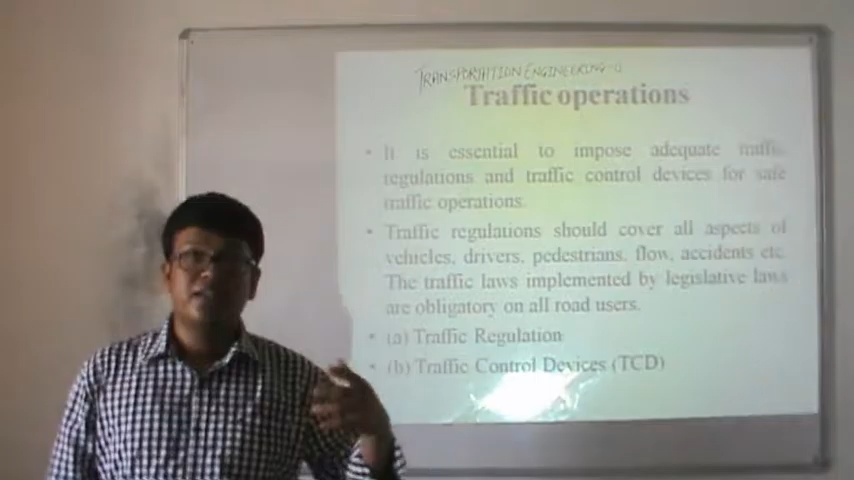 TRANSPORTATION ENGINEERING-
Traffic operations
• It is essential to impose adequate traffic
regulations and traffic control devices for safe
traffic operations.
• Traffic regulations should cover all aspects of
vehicles, drivers, pedestrians, flow, accidents etc.
The traffic laws implemented by legislative laws
are obligatory on all road users.
• (a) Traffic Regulation
• (b) Traffic Control Devices (TCD)